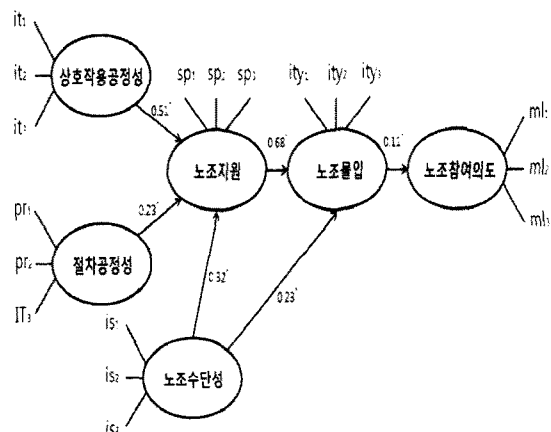 it₁
it₂
it₃
상호작용공정성
0.51*
sp₁ sp₂ sp₃
ity₁ ity₂ ity₃
노조지원
0.68*
노조몰입
0.11*
노조참여의도
ml₁
ml₂
ml₃
pr₁
pr₂
IT₃
절차공정성
0.23*
0.32*
0.23*
is₁
is₂
is₃
노조수단성